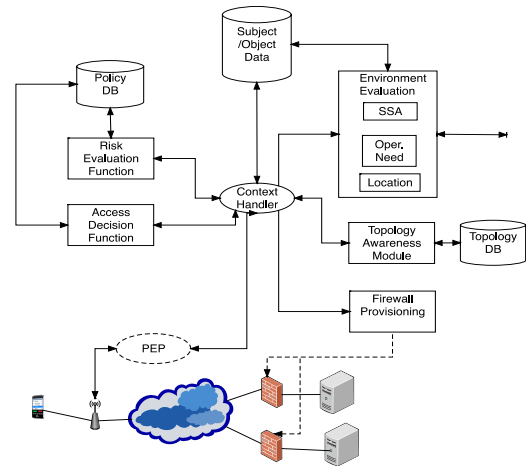 Subject
/Object
Data
Policy
DB
Environment
Evaluation
SSA
Oper.
Need
Location
Risk
Evaluation
Function
Context
Handler
Access
Decision
Function
Topology
Awareness
Module
Topology
DB
Firewall
Provisioning
PEP